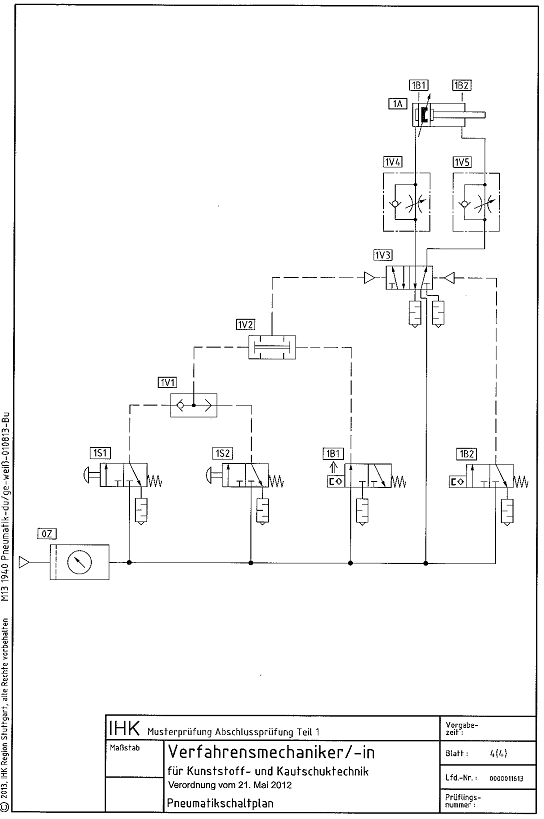 1B1 1B2
1A
1V4 1V5
1V3
1V2
1V1
1S1 1S2 1B1 1B2
0Z
© 2013, IHK Region Stuttgart, alle Rechte vorbehalten M13 1940 Pneumatik-du/ge-weiß-010813-Bu
IHK Musterprüfung Abschlussprüfung Teil 1
Vorgabe-
zeit :
Maßstab
Verfahrensmechaniker/-in
für Kunststoff- und Kautschuktechnik
Verordnung vom 21. Mai 2012
Pneumatikschaltplan
Blatt : 4(4)
Lfd.-Nr. : 0000011613
Prüflings-
nummer :